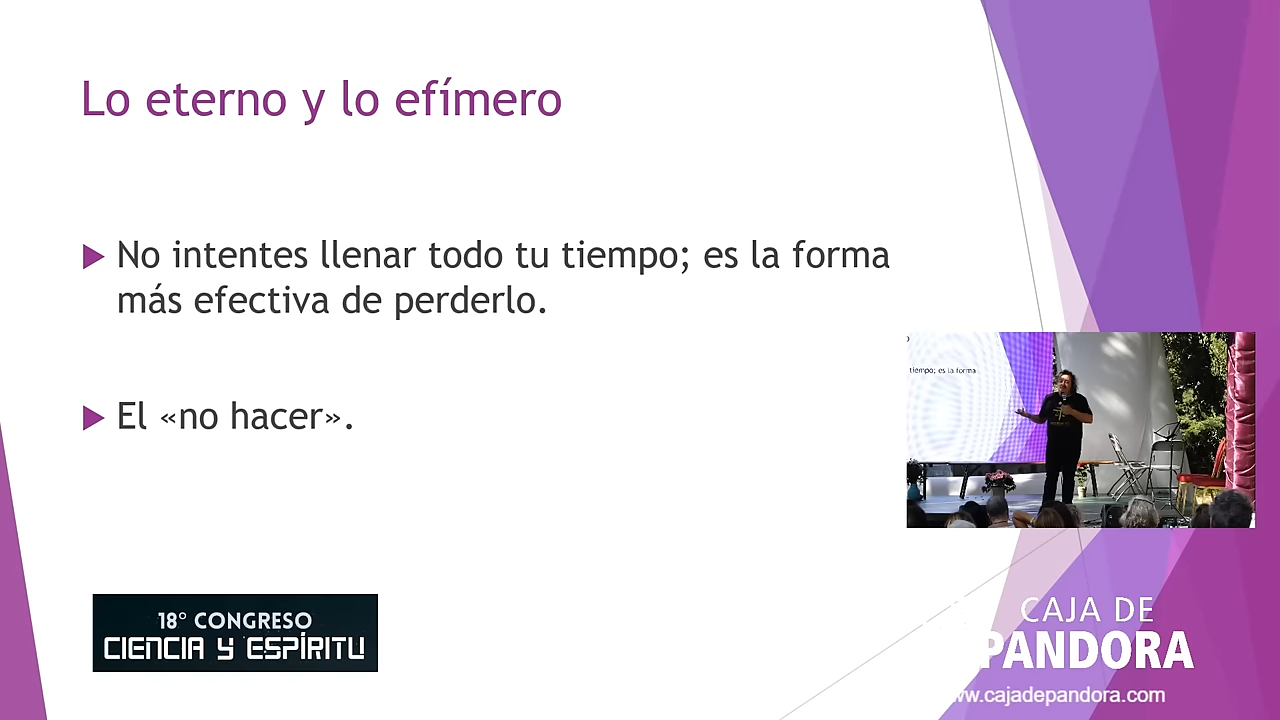 Lo eterno y lo efímero
No intentes llenar todo tu tiempo; es la forma
más efectiva de perderlo.
El «no hacer».
tiempo; es la forma
18º CONGRESO
CIENCIA Y ESPÍRITU
CAJA DE
PANDORA
www.cajadepandora.com